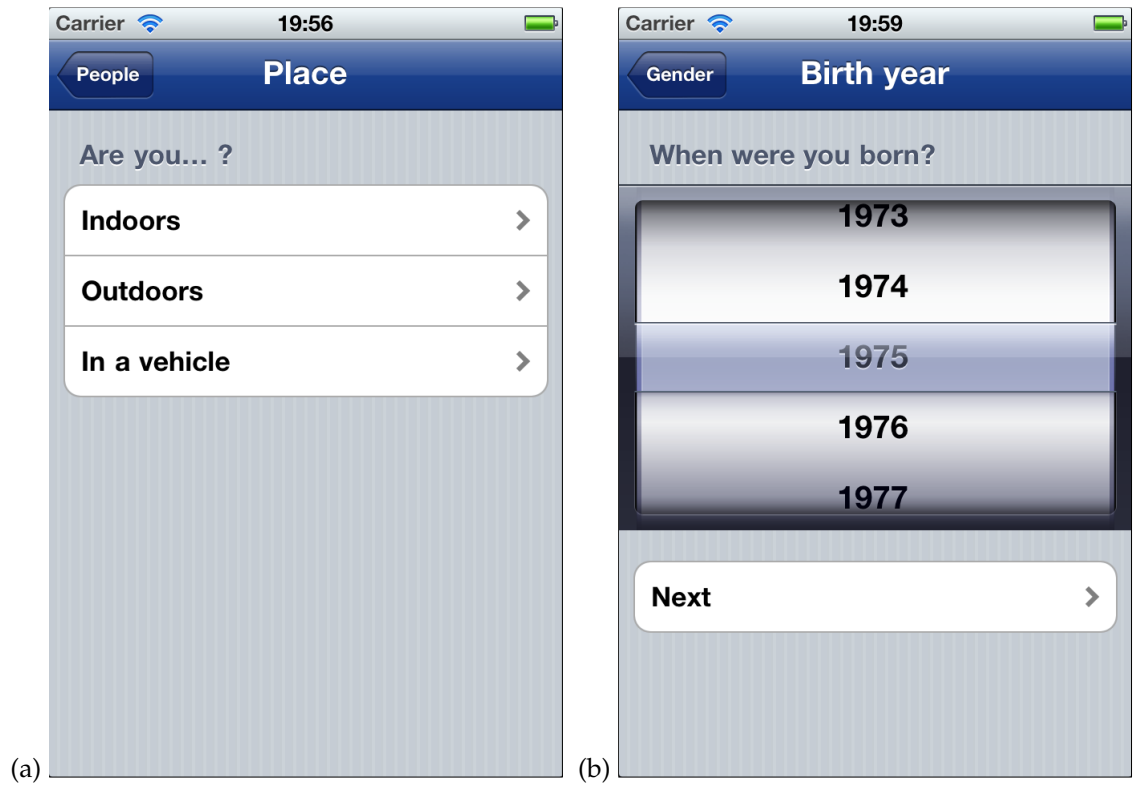 Carrier 19:56
People Place
Are you... ?
Indoors
Outdoors
In a vehicle
(a)
Carrier 19:59
Gender Birth year
When were you born?
1973
1974
1975
1976
1977
Next
(b)